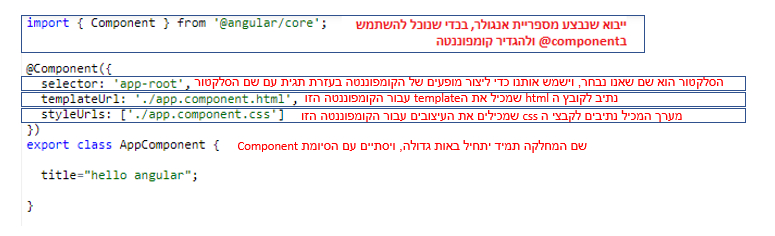 import { Component } from '@angular/core'; ייבוא שנבצע מספריית אנגולר, בכדי שנוכל להשתמש
ב@component ולהגדיר קומפוננטה
@Component({
selector: 'app-root', הסלקטור הוא שם שאנו נבחר, וישמש אותנו כדי ליצור מופעים של הקומפוננטה בעזרת תגית עם שם הסלקטור
templateUrl: './app.component.html', נתיב לקובץ ה html שמכיל את הtemplate עבור הקומפוננטה הזו
styleUrls: ['./app.component.css'] מערך המכיל נתיבים לקבצי ה css שמכילים את העיצובים עבור הקומפוננטה הזו
})
export class AppComponent { שם המחלקה תמיד יתחיל באות גדולה, ויסתיים עם הסיומת Component
title="hello angular";
}